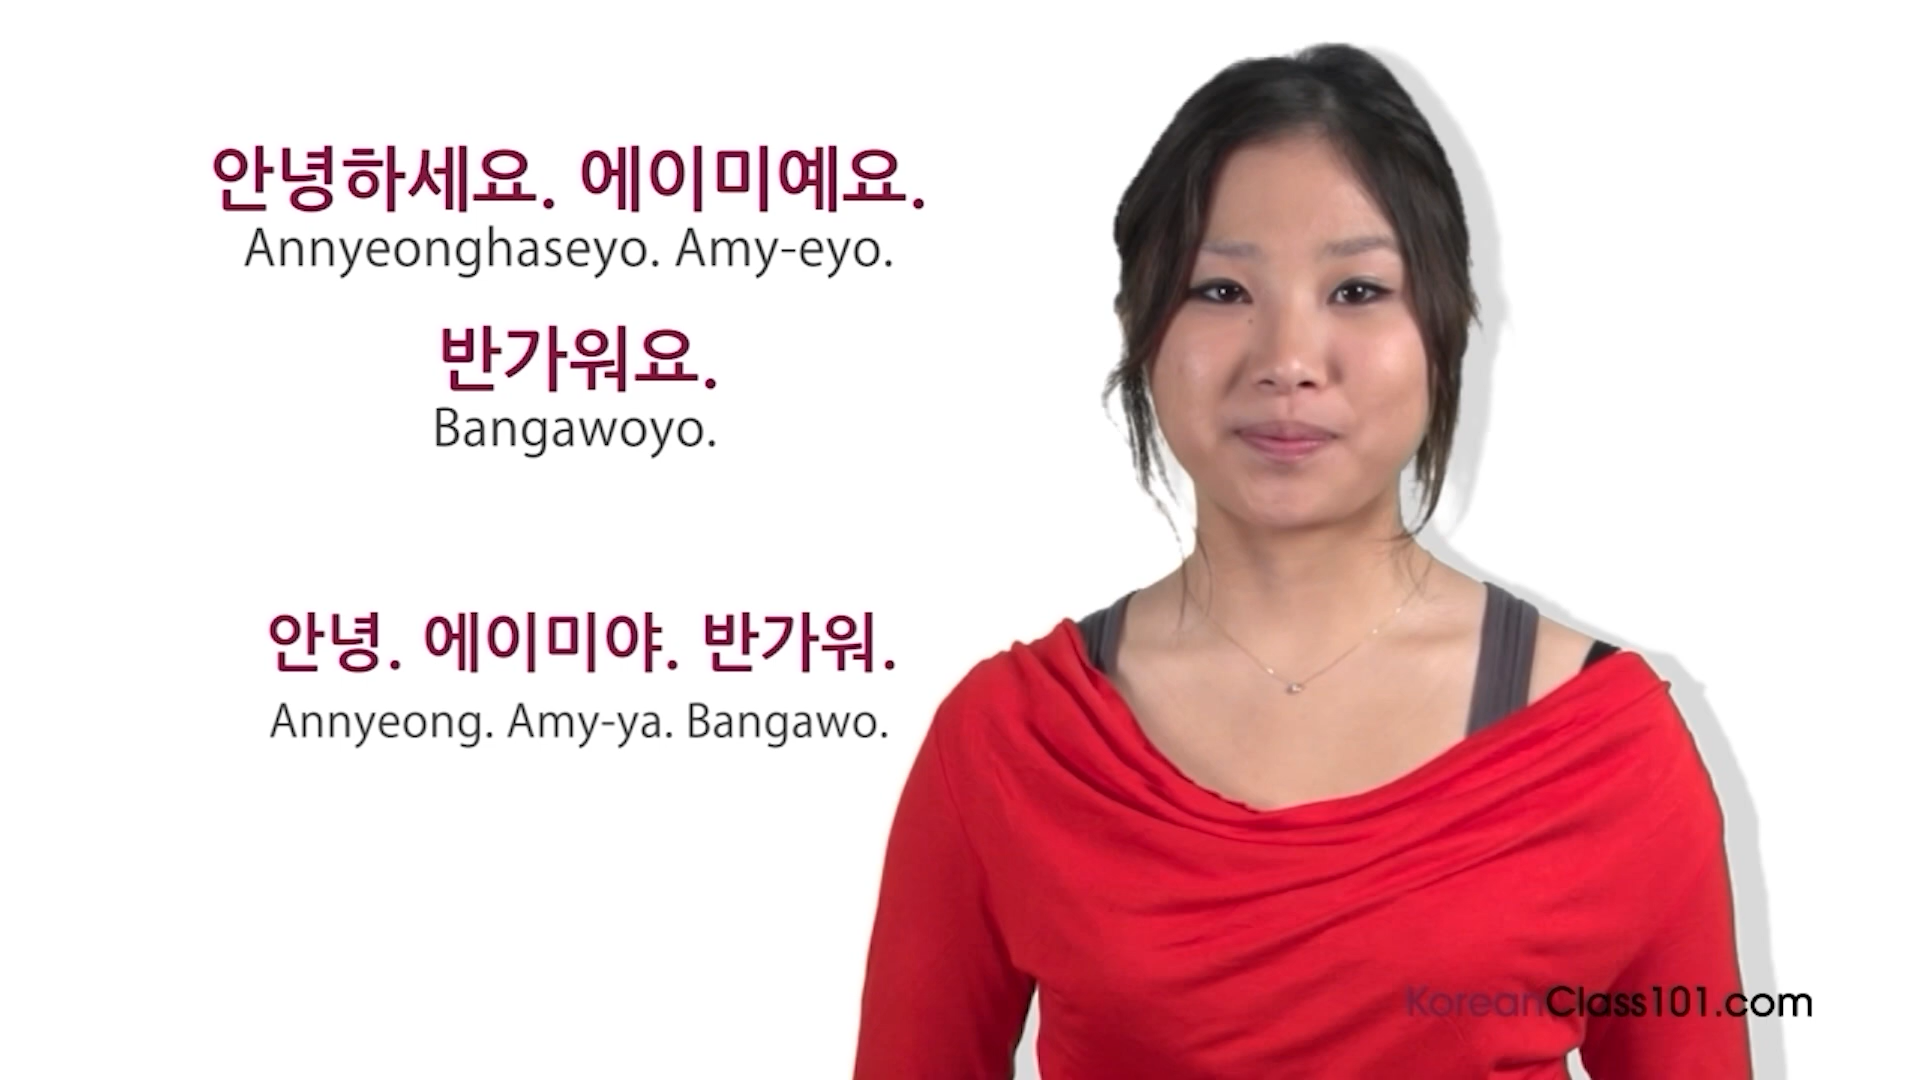 안녕하세요. 에이미예요.
Annyeonghaseyo. Amy-eyo.
반가워요.
Bangawoyo.
안녕. 에이미야. 반가워.
Annyeong. Amy-ya. Bangawo.
KoreanClass101.com